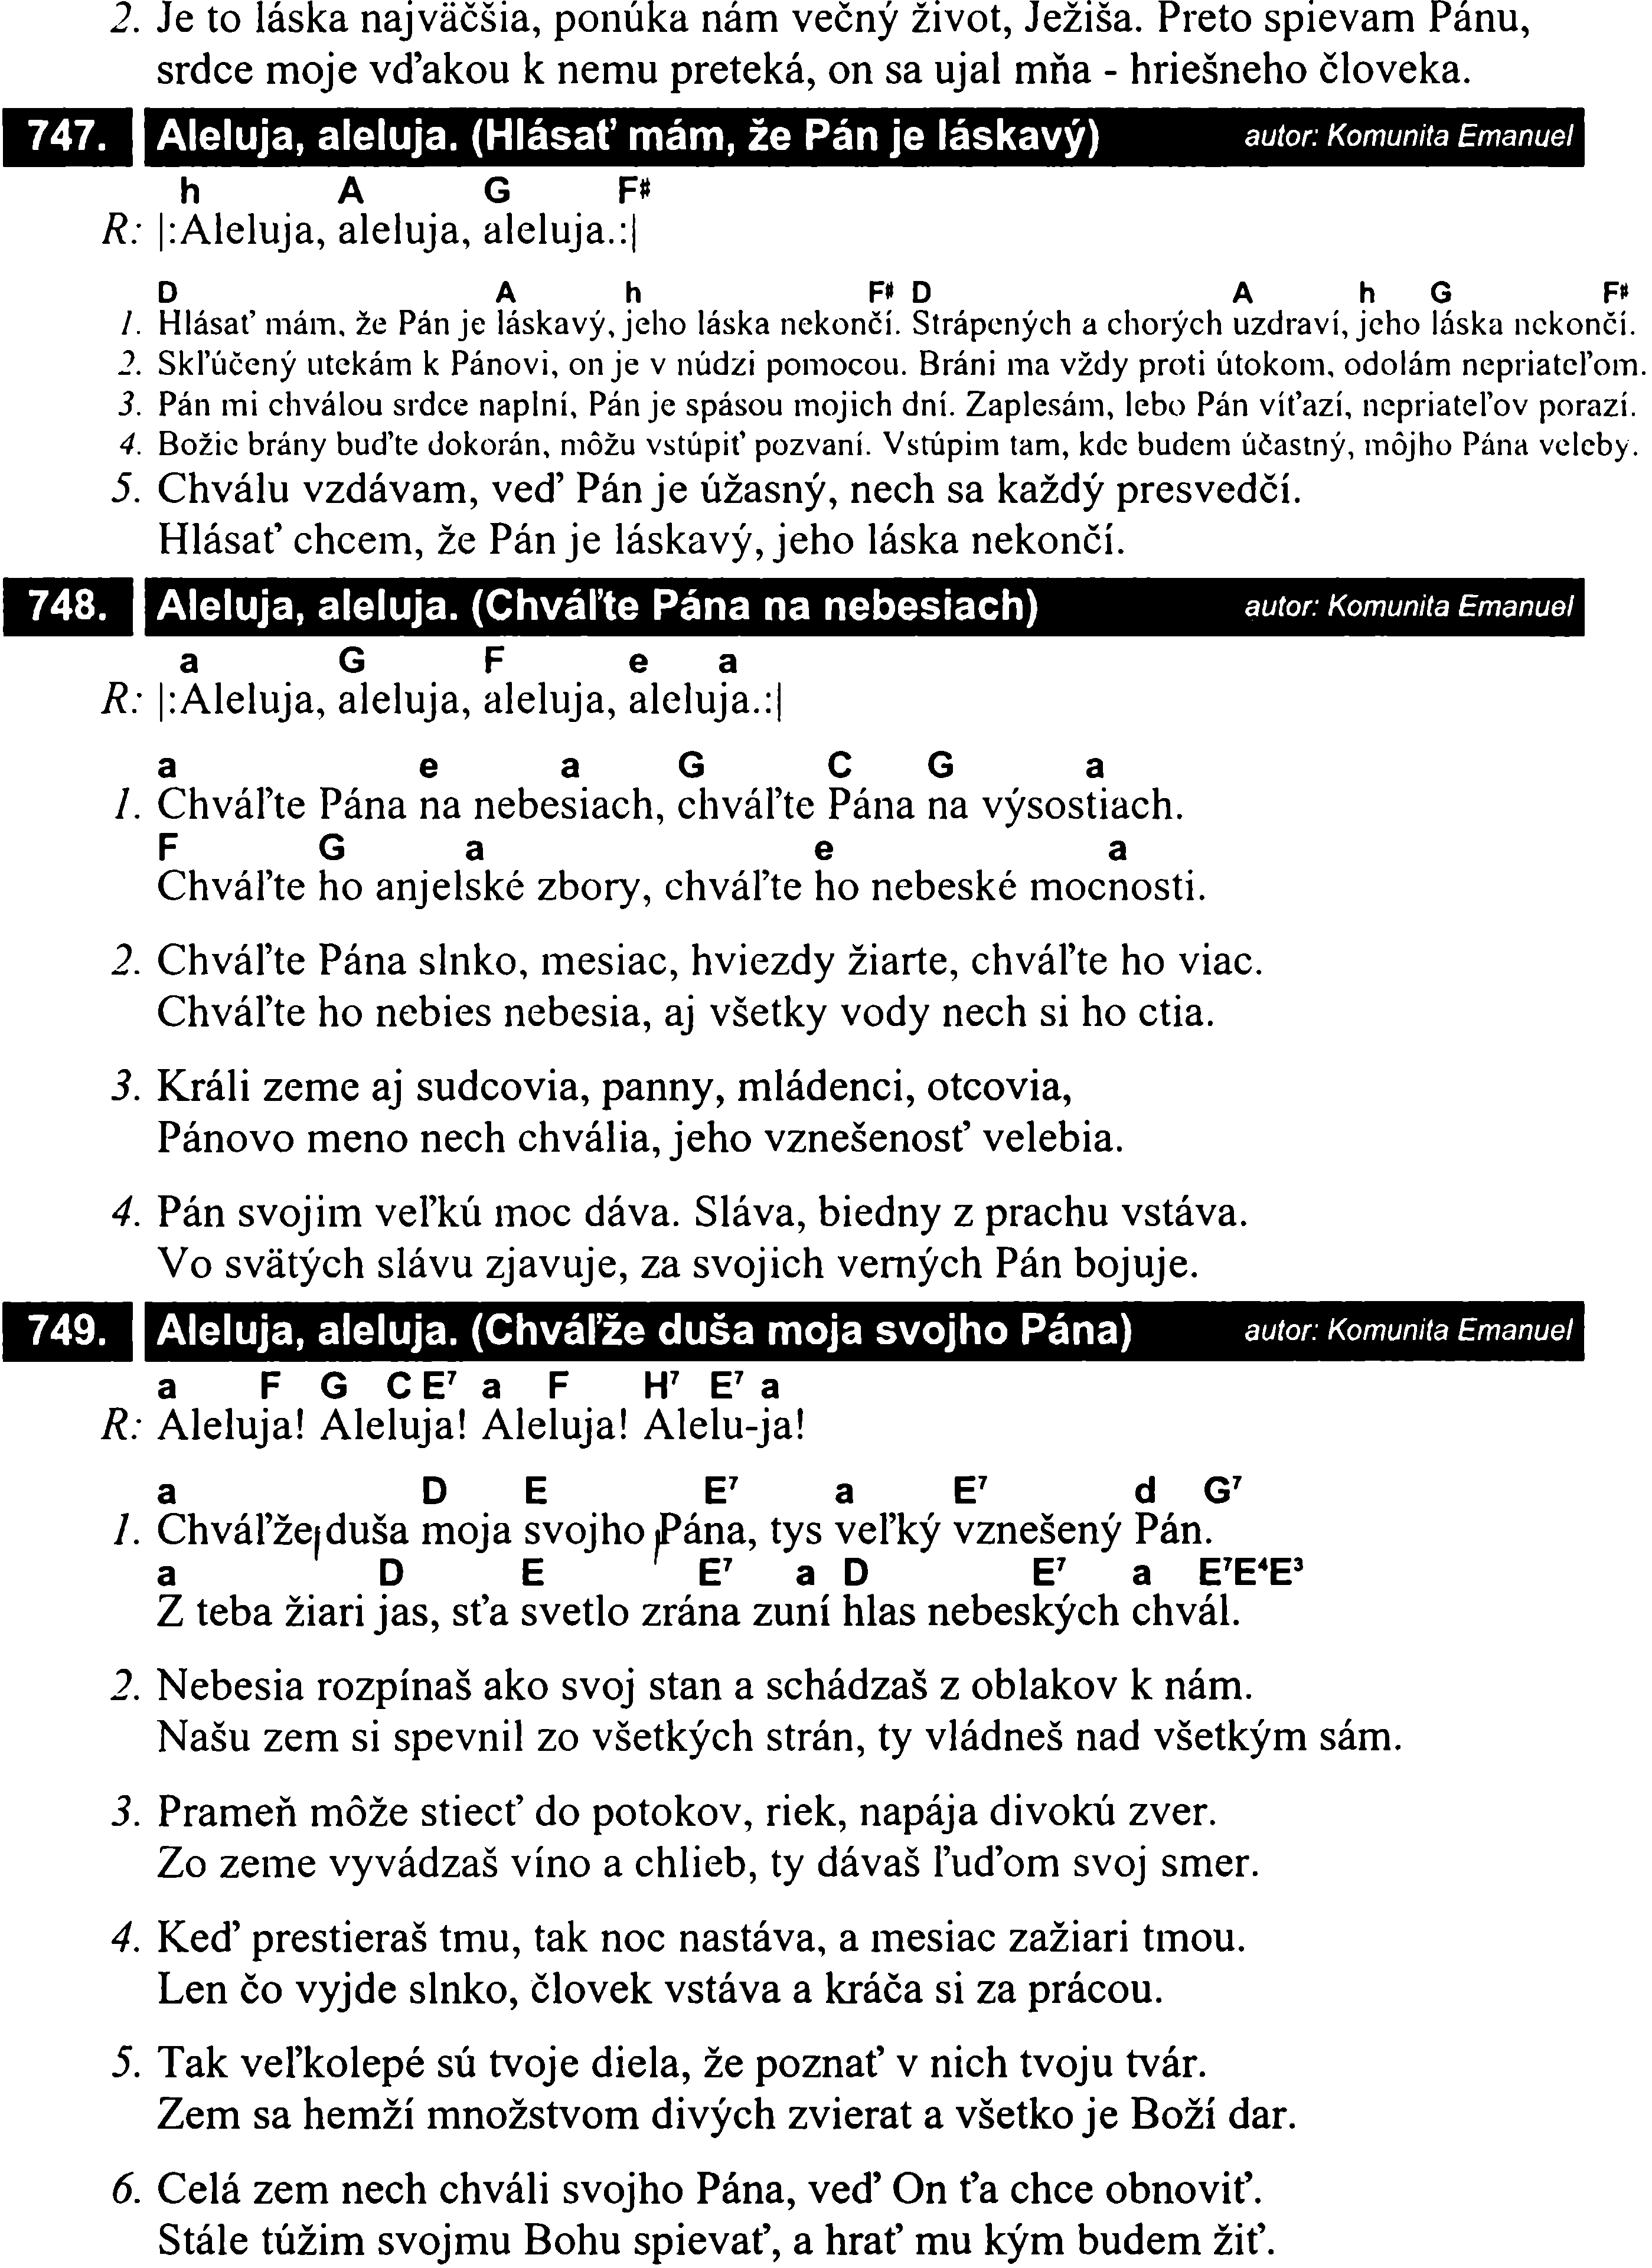 2. Je to láska najväčšia, ponúka nám večný život, Ježiša. Preto spievam Pánu,
srdce moje vďakou k nemu preteká, on sa ujal mňa - hriešneho človeka.
747. Aleluja, aleluja. (Hlásať mám, že Pán je láskavý) autor: Komunita Emanuel
h A G F#
R: |:Aleluja, aleluja, aleluja.:|
D A h F# D A h G F#
1. Hlásať mám, že Pán je láskavý, jeho láska nekončí. Strápených a chorých uzdraví, jeho láska nekončí.
2. Skľúčený utekám k Pánovi, on je v núdzi pomocou. Bráni ma vždy proti útokom, odolám nepriateľom.
3. Pán mi chválou srdce naplní, Pán je spásou mojich dní. Zaplesám, lebo Pán víťazí, nepriateľov porazí.
4. Božie brány buďte dokorán, môžu vstúpiť pozvaní. Vstúpim tam, kde budem účastný, môjho Pána veleby.
5. Chválu vzdávam, veď Pán je úžasný, nech sa každý presvedčí.
Hlásať chcem, že Pán je láskavý, jeho láska nekončí.
748. Aleluja, aleluja. (Chváľte Pána na nebesiach) autor: Komunita Emanuel
a G F e a
R: |:Aleluja, aleluja, aleluja, aleluja.:|
a e a G C G a
1. Chváľte Pána na nebesiach, chváľte Pána na výsostiach.
F G a e a
Chváľte ho anjelské zbory, chváľte ho nebeské mocnosti.
2. Chváľte Pána slnko, mesiac, hviezdy žiarte, chváľte ho viac.
Chváľte ho nebies nebesia, aj všetky vody nech si ho ctia.
3. Králi zeme aj sudcovia, panny, mládenci, otcovia,
Pánovo meno nech chvália, jeho vznešenosť velebia.
4. Pán svojim veľkú moc dáva. Sláva, biedny z prachu vstáva.
Vo svätých slávu zjavuje, za svojich verných Pán bojuje.
749. Aleluja, aleluja. (Chváľže duša moja svojho Pána) autor: Komunita Emanuel
a F G C E⁷ a F H⁷ E⁷ a
R: Aleluja! Aleluja! Aleluja! Alelu-ja!
a D E E⁷ a E⁷ d G⁷
1. Chváľže duša moja svojho Pána, tys veľký vznešený Pán.
a D E E⁷ a D E⁷ a E⁷E⁴E³
Z teba žiari jas, sťa svetlo zrána zuní hlas nebeských chvál.
2. Nebesia rozpínaš ako svoj stan a schádzaš z oblakov k nám.
Našu zem si spevnil zo všetkých strán, ty vládneš nad všetkým sám.
3. Prameň môže stiecť do potokov, riek, napája divokú zver.
Zo zeme vyvádzaš víno a chlieb, ty dávaš ľuďom svoj smer.
4. Keď prestieraš tmu, tak noc nastáva, a mesiac zažiari tmou.
Len čo vyjde slnko, človek vstáva a kráča si za prácou.
5. Tak veľkolepé sú tvoje diela, že poznať v nich tvoju tvár.
Zem sa hemží množstvom divých zvierat a všetko je Boží dar.
6. Celá zem nech chváli svojho Pána, veď On ťa chce obnoviť.
Stále túžim svojmu Bohu spievať, a hrať mu kým budem žiť.